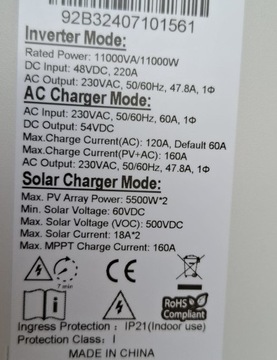 92B32407101561
Inverter Mode:
Rated Power: 11000VA/11000W
DC Input: 48VDC, 220A
AC Output: 230VAC, 50/60Hz, 47.8A, 1Φ
AC Charger Mode:
AC Input: 230VAC, 50/60Hz, 60A, 1Φ
DC Output: 54VDC
Max.Charge Current(AC): 120A, Default 60A
Max.Charge Current(PV+AC): 160A
AC Output: 230VAC, 50/60Hz, 47.8A, 1Φ
Solar Charger Mode:
Max. PV Array Power: 5500W*2
Min. Solar Voltage: 60VDC
Max. Solar Voltage (VOC): 500VDC
Max. Solar Current: 18A*2
Max. MPPT Charge Current: 160A
7 min
CE
RoHS
Compliant
Ingress Protection : IP21(Indoor use)
Protection Class: I
MADE IN CHINA